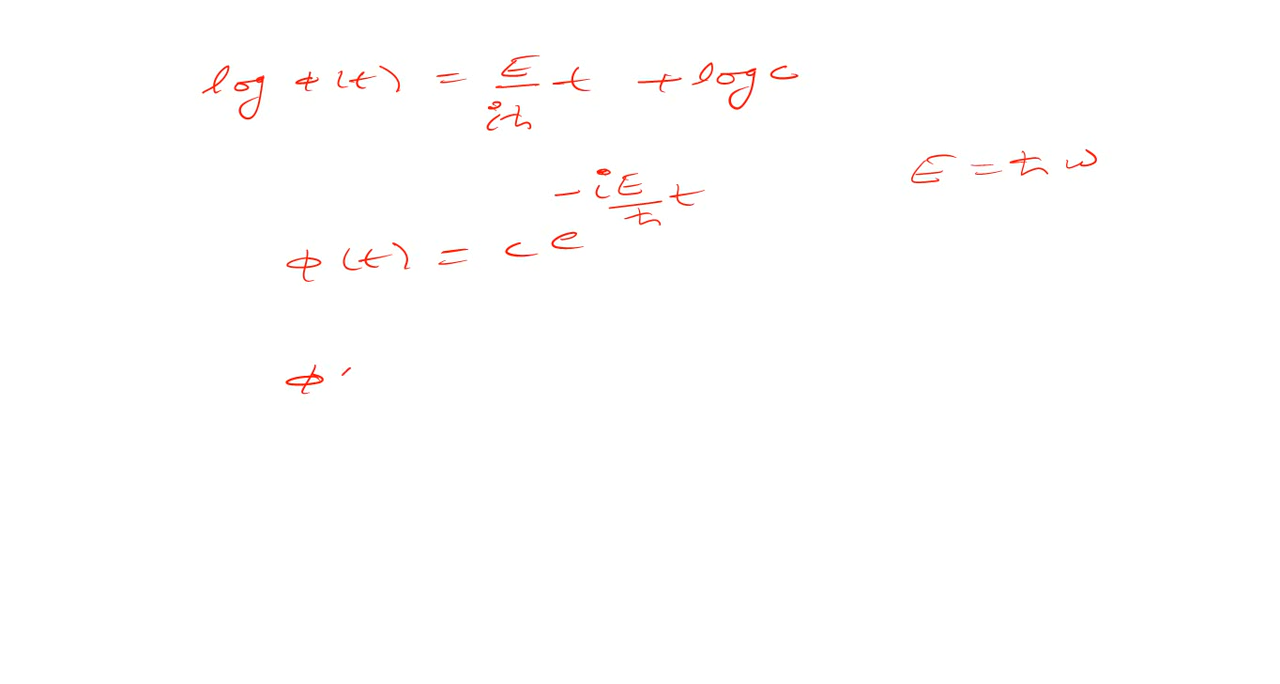 log ϕ(t) = E/iħ t + log c
E = ħω
ϕ(t) = c e^(-iE/ħ t)
ϕ